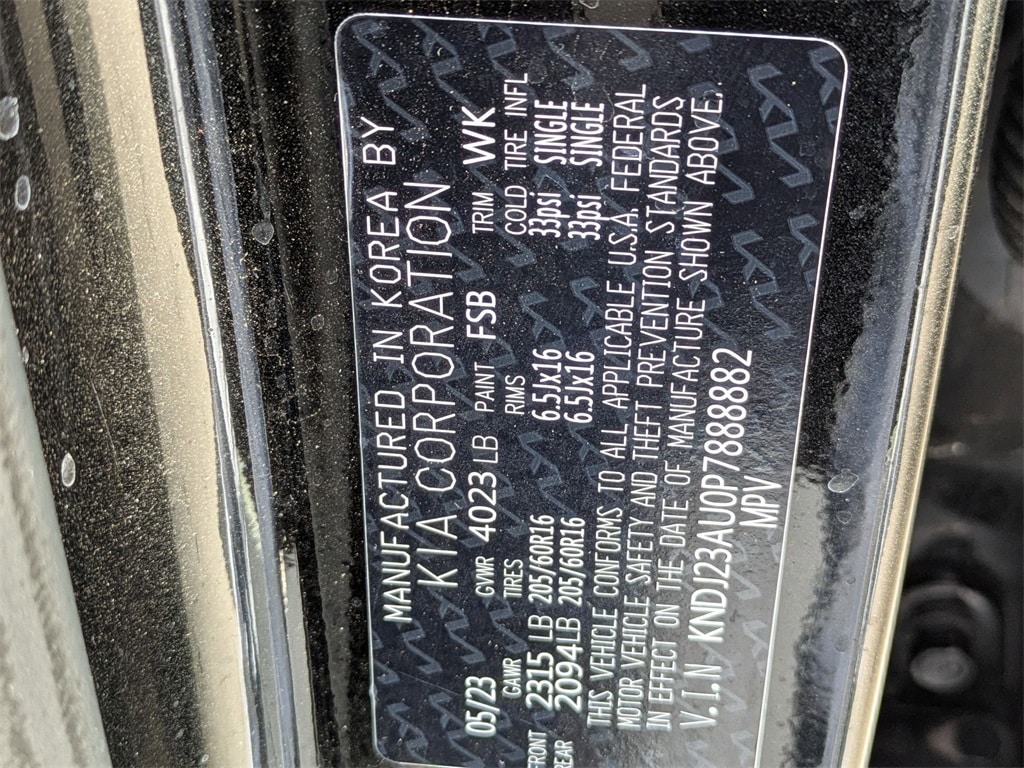 MANUFACTURED IN KOREA BY
KIA CORPORATION
05/23 GVWR 4023 LB PAINT FSB TRIM WK
GAWR TIRES RIMS COLD TIRE INFL
FRONT 2315 LB 205/60R16 6.5Jx16 33psi SINGLE
REAR 2094LB 205/60R16 6.5Jx16 33psi SINGLE
THIS VEHICLE CONFORMS TO ALL APPLICABLE U.S.A. FEDERAL
MOTOR VEHICLE SAFETY AND THEFT PREVENTION STANDARDS
IN EFFECT ON THE DATE OF MANUFACTURE SHOWN ABOVE.
V.I.N KNDJ23AU0P7888882
MPV